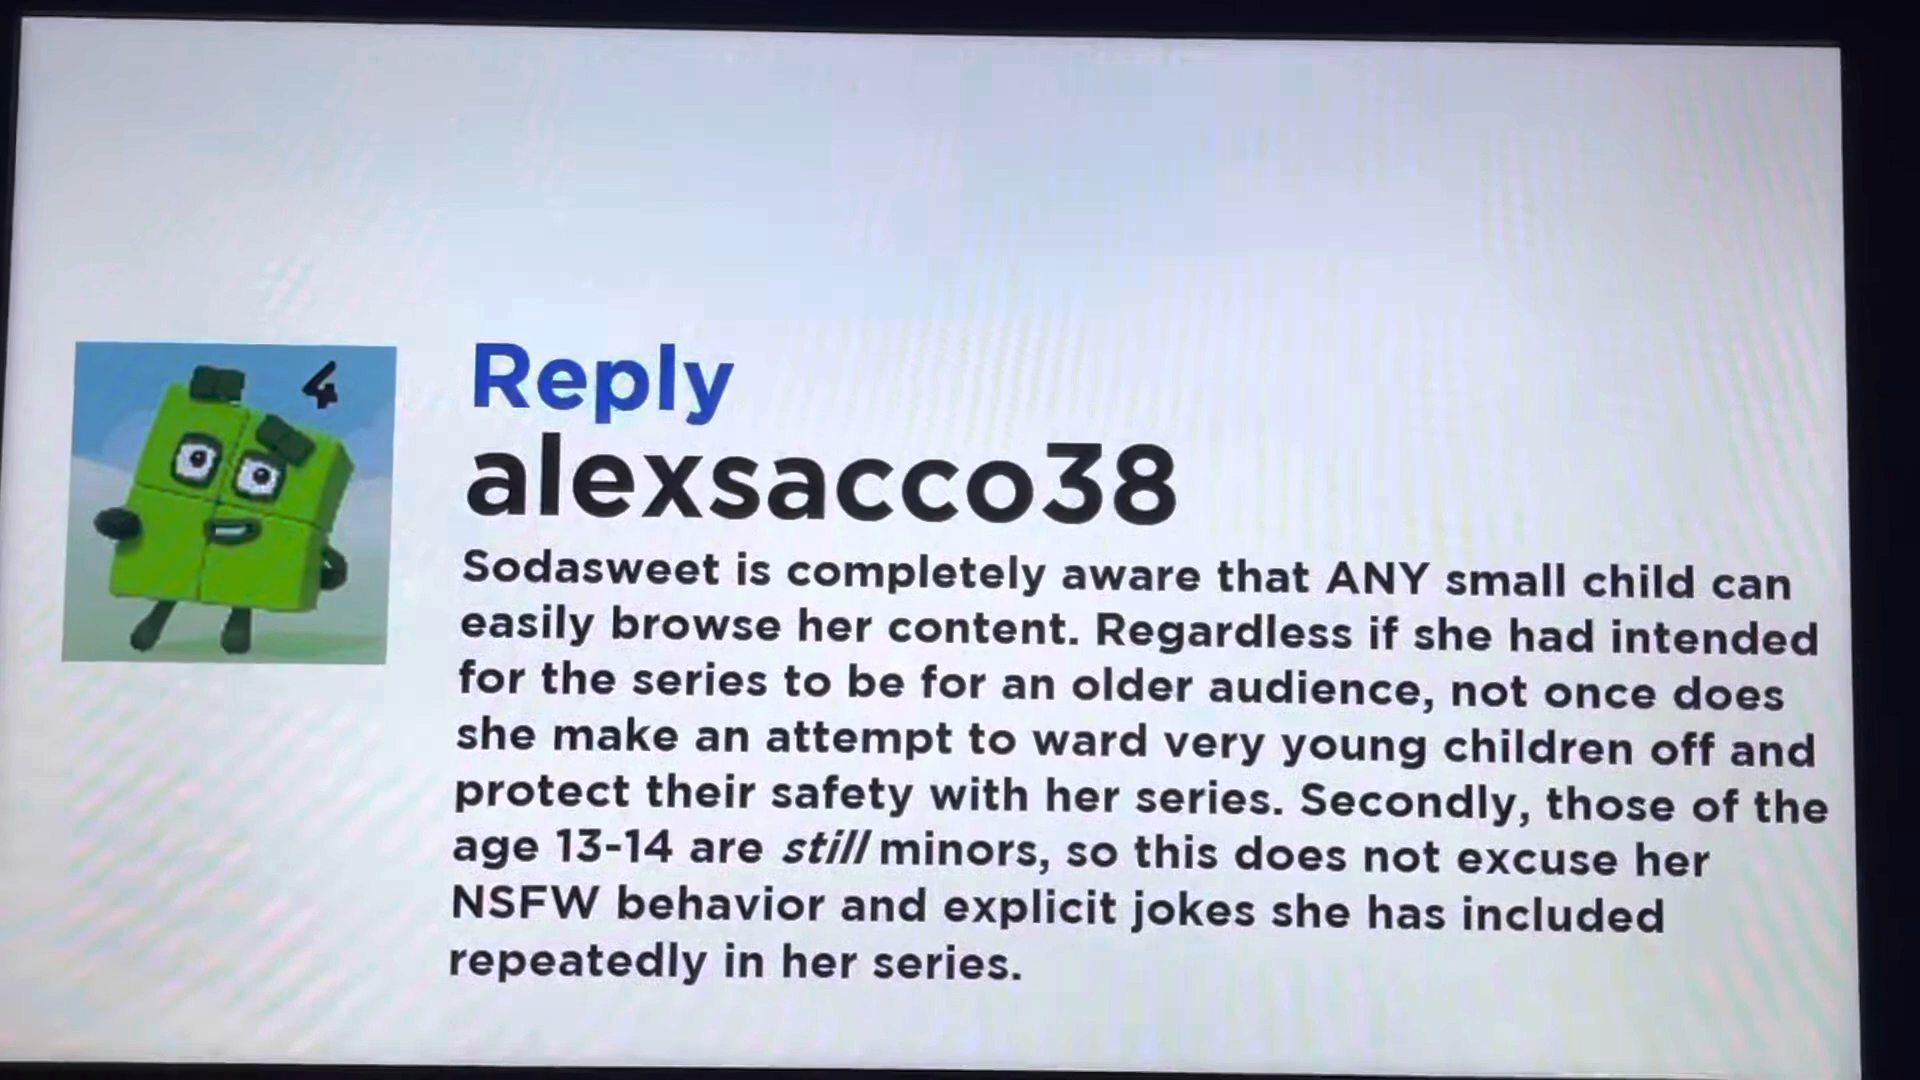 4
Reply
alexsacco38
Sodasweet is completely aware that ANY small child can
easily browse her content. Regardless if she had intended
for the series to be for an older audience, not once does
she make an attempt to ward very young children off and
protect their safety with her series. Secondly, those of the
age 13-14 are still minors, so this does not excuse her
NSFW behavior and explicit jokes she has included
repeatedly in her series.